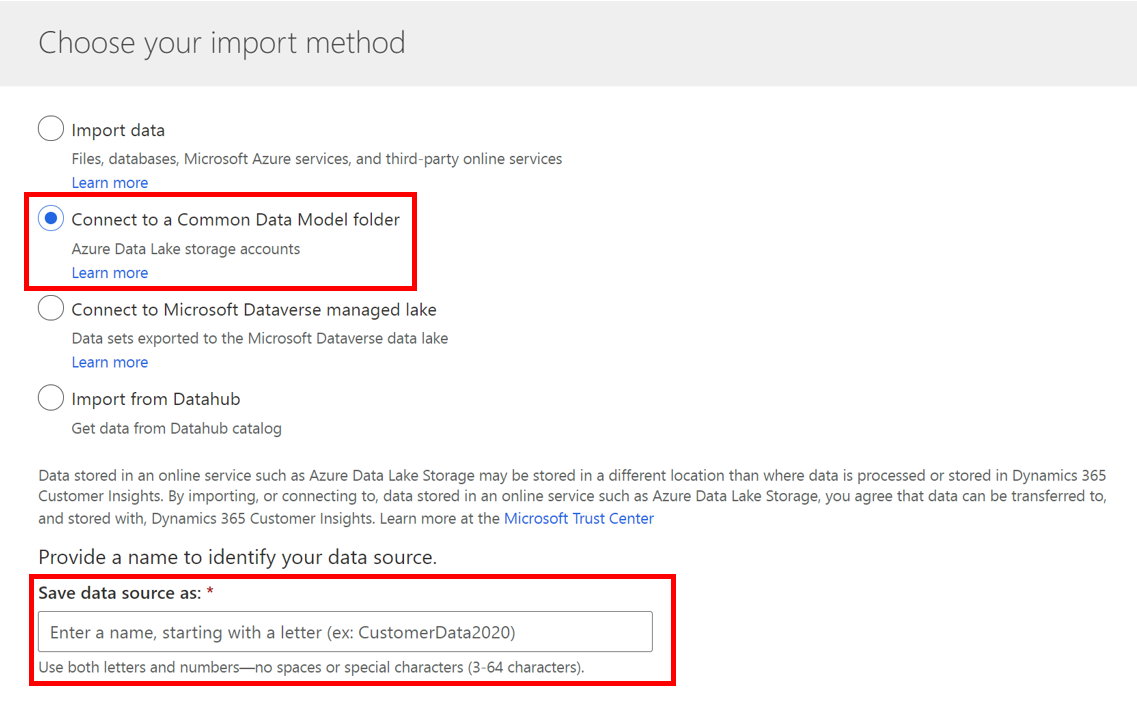 Choose your import method
Import data
Files, databases, Microsoft Azure services, and third-party online services
Learn more
Connect to a Common Data Model folder
Azure Data Lake storage accounts
Learn more
Connect to Microsoft Dataverse managed lake
Data sets exported to the Microsoft Dataverse data lake
Learn more
Import from Datahub
Get data from Datahub catalog
Data stored in an online service such as Azure Data Lake Storage may be stored in a different location than where data is processed or stored in Dynamics 365
Customer Insights. By importing, or connecting to, data stored in an online service such as Azure Data Lake Storage, you agree that data can be transferred to,
and stored with, Dynamics 365 Customer Insights. Learn more at the Microsoft Trust Center
Provide a name to identify your data source.
Save data source as: *
Enter a name, starting with a letter (ex: CustomerData2020)
Use both letters and numbers—no spaces or special characters (3-64 characters).